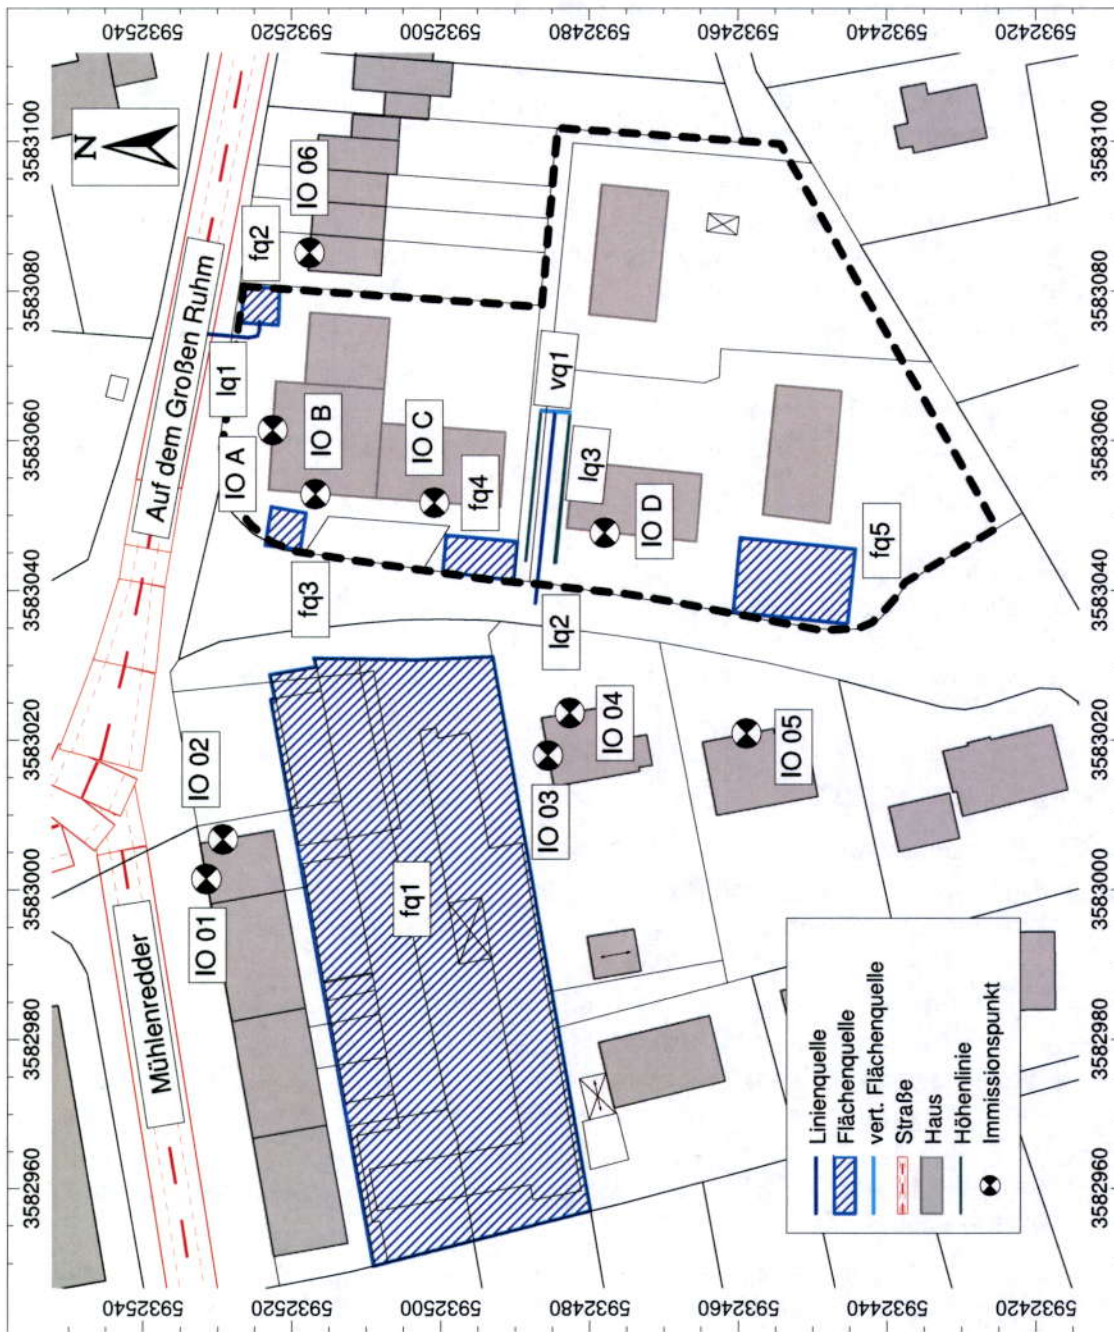 5932540
5932520
5932500
5932480
5932460
5932440
5932420
3583100
3583080
3583060
3583040
3583020
3583000
3582980
3582960
N
Auf dem Großen Ruhm
Mühlenredder
fq2
IO 06
lq1
IO A
IO B
IO C
fq4
vq1
lq3
IO D
fq5
fq3
lq2
IO 02
IO 01
fq1
IO 03
IO 04
IO 05
Linienquelle
Flächenquelle
vert. Flächenquelle
Straße
Haus
Höhenlinie
Immissionspunkt
3583100
3583080
3583060
3583040
3583020
3583000
3582980
3582960
5932540
5932520
5932500
5932480
5932460
5932440
5932420